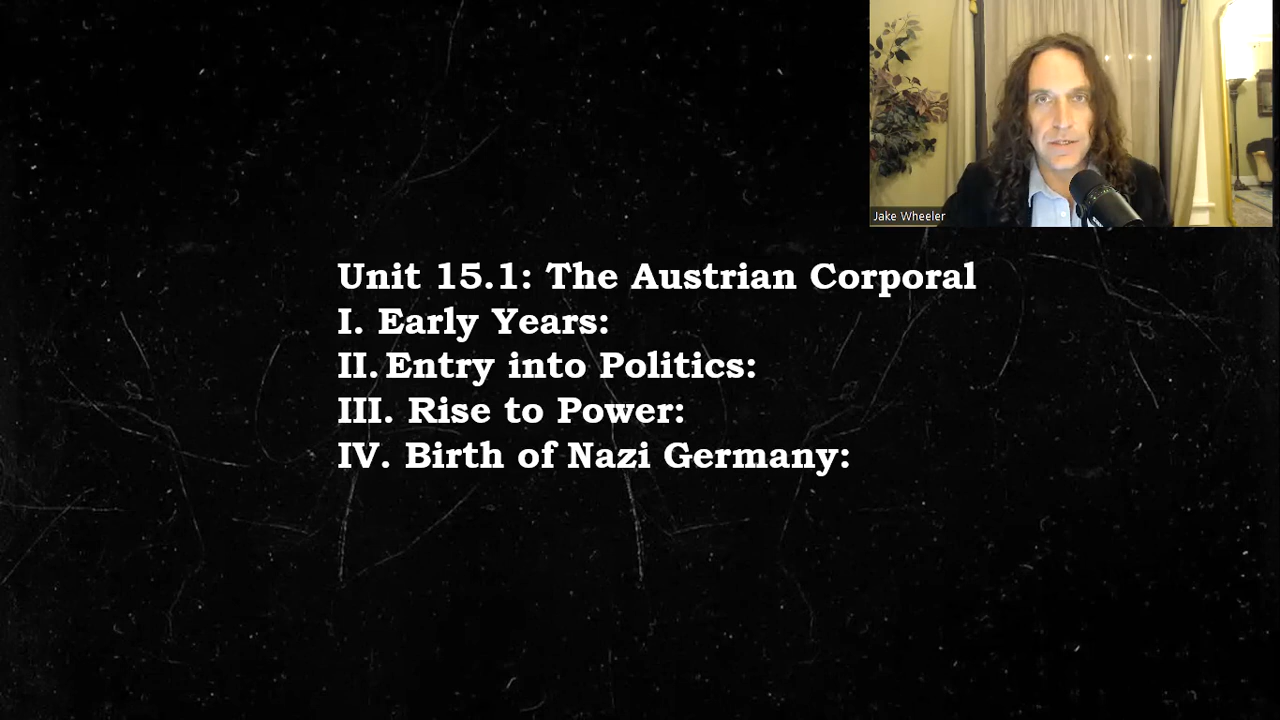 Jake Wheeler
Unit 15.1: The Austrian Corporal
I. Early Years:
II. Entry into Politics:
III. Rise to Power:
IV. Birth of Nazi Germany: